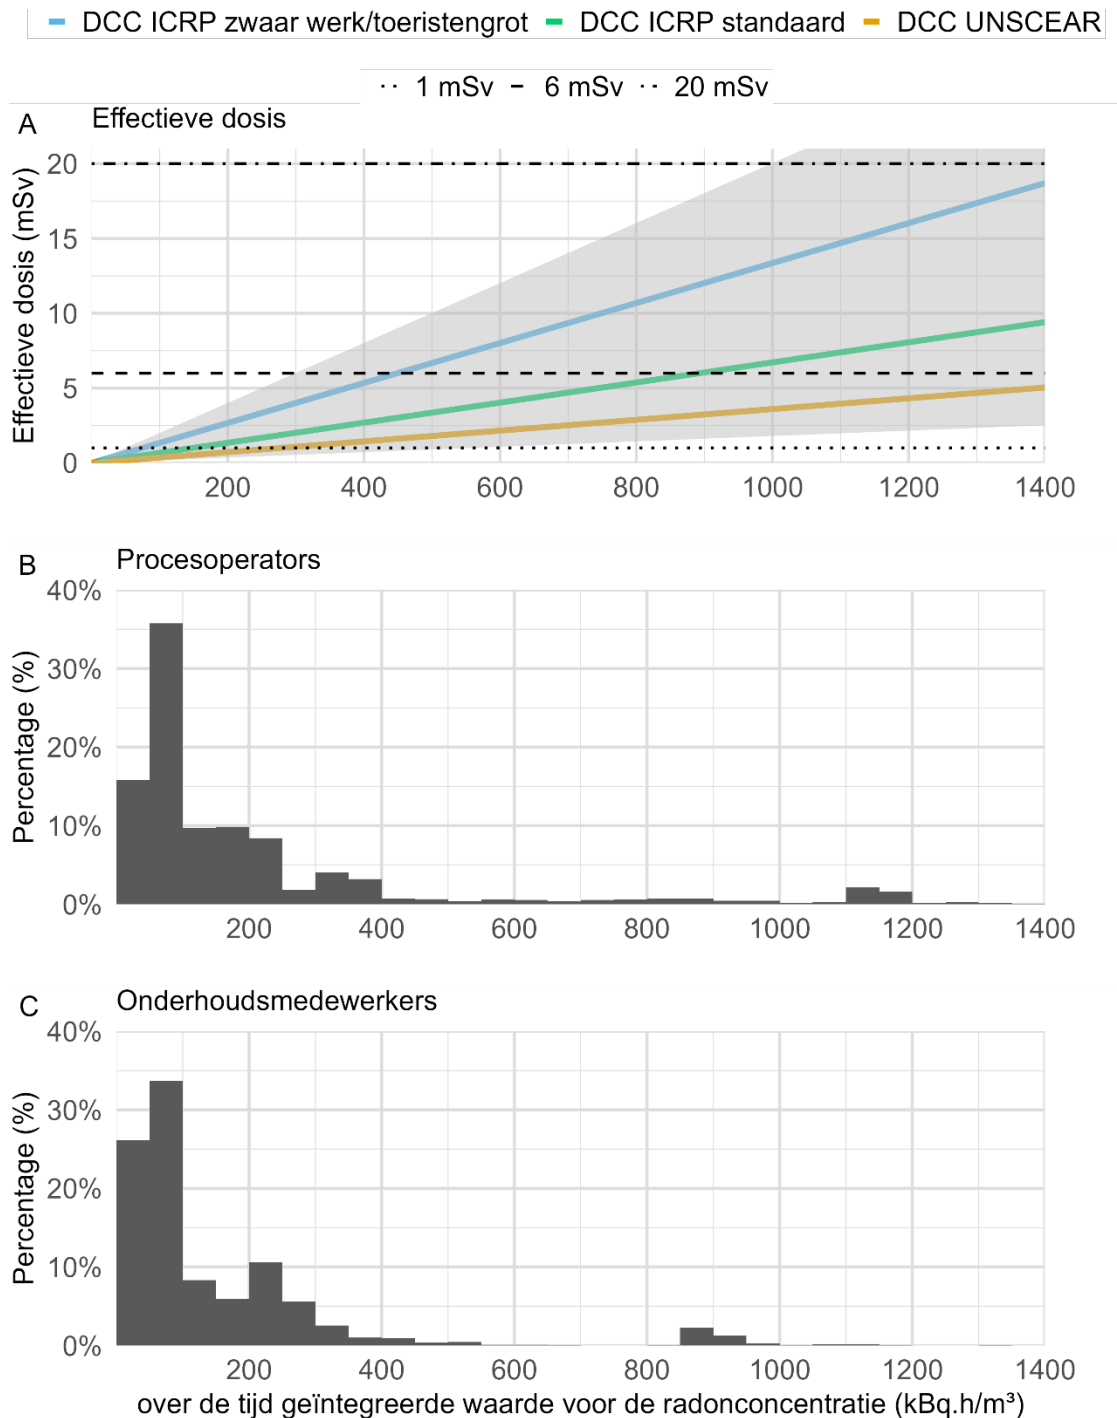 DCC ICRP zwaar werk/toeristengrot DCC ICRP standaard DCC UNSCEAR
1 mSv 6 mSv 20 mSv
A Effectieve dosis
Effectieve dosis (mSv)
20
15
10
5
0
200 400 600 800 1000 1200 1400
B Procesoperators
Percentage (%)
40%
30%
20%
10%
0%
200 400 600 800 1000 1200 1400
C Onderhoudsmedewerkers
Percentage (%)
40%
30%
20%
10%
0%
200 400 600 800 1000 1200 1400
over de tijd geïntegreerde waarde voor de radonconcentratie (kBq.h/m³)